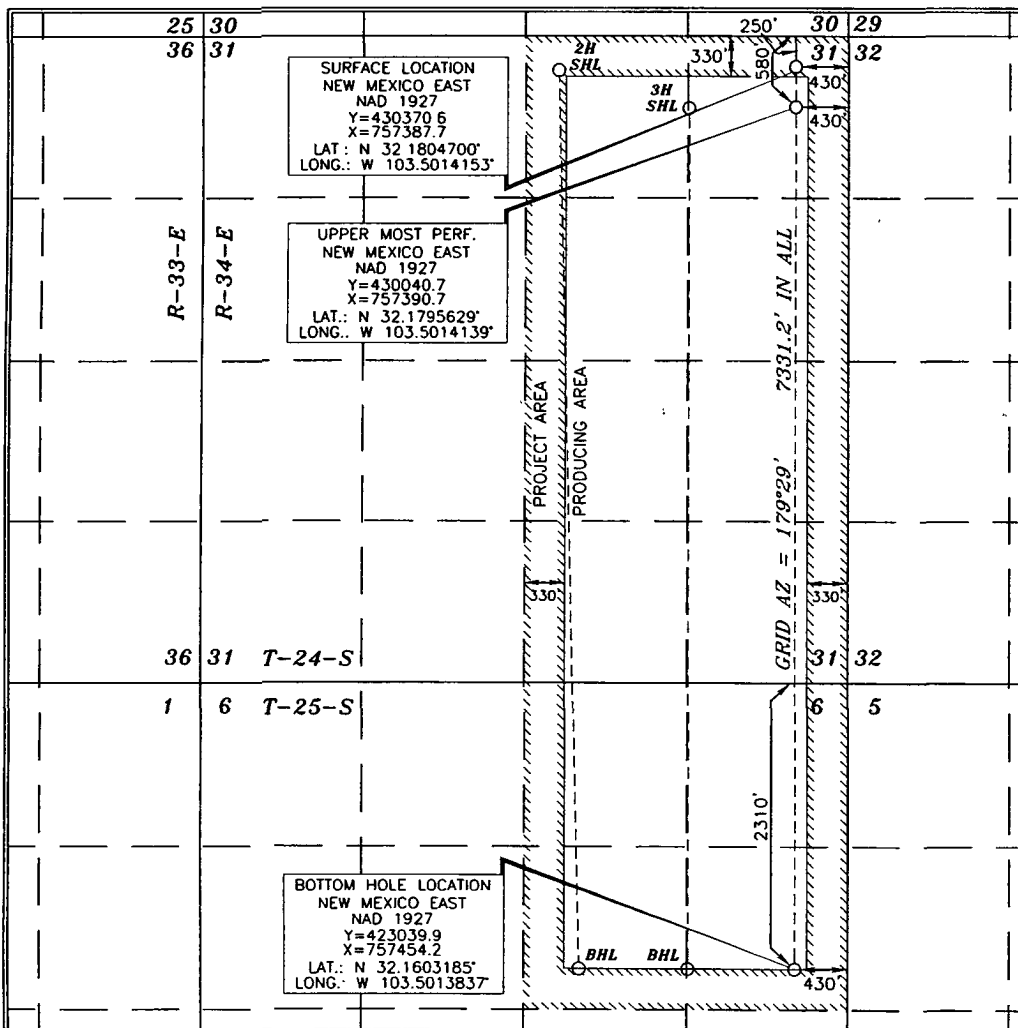 25 30
36 31
250'
30 29
31 32
2H
SHL
330'
580'
430'
3H
SHL
430'
SURFACE LOCATION
NEW MEXICO EAST
NAD 1927
Y=430370 6
X=757387.7
LAT : N 32.1804700°
LONG.: W 103.5014153°
UPPER MOST PERF.
NEW MEXICO EAST
NAD 1927
Y=430040.7
X=757390.7
LAT.: N 32.1795629°
LONG.. W 103.5014139°
R-33-E
R-34-E
PROJECT AREA
PRODUCING AREA
GRID AZ = 179°29' 7331.2' IN ALL
330'
330'
36 31 T-24-S
31 32
1 6 T-25-S
6 5
2310'
BOTTOM HOLE LOCATION
NEW MEXICO EAST
NAD 1927
Y=423039.9
X=757454.2
LAT.: N 32.1603185°
LONG.: W 103.5013837°
BHL
BHL
430'